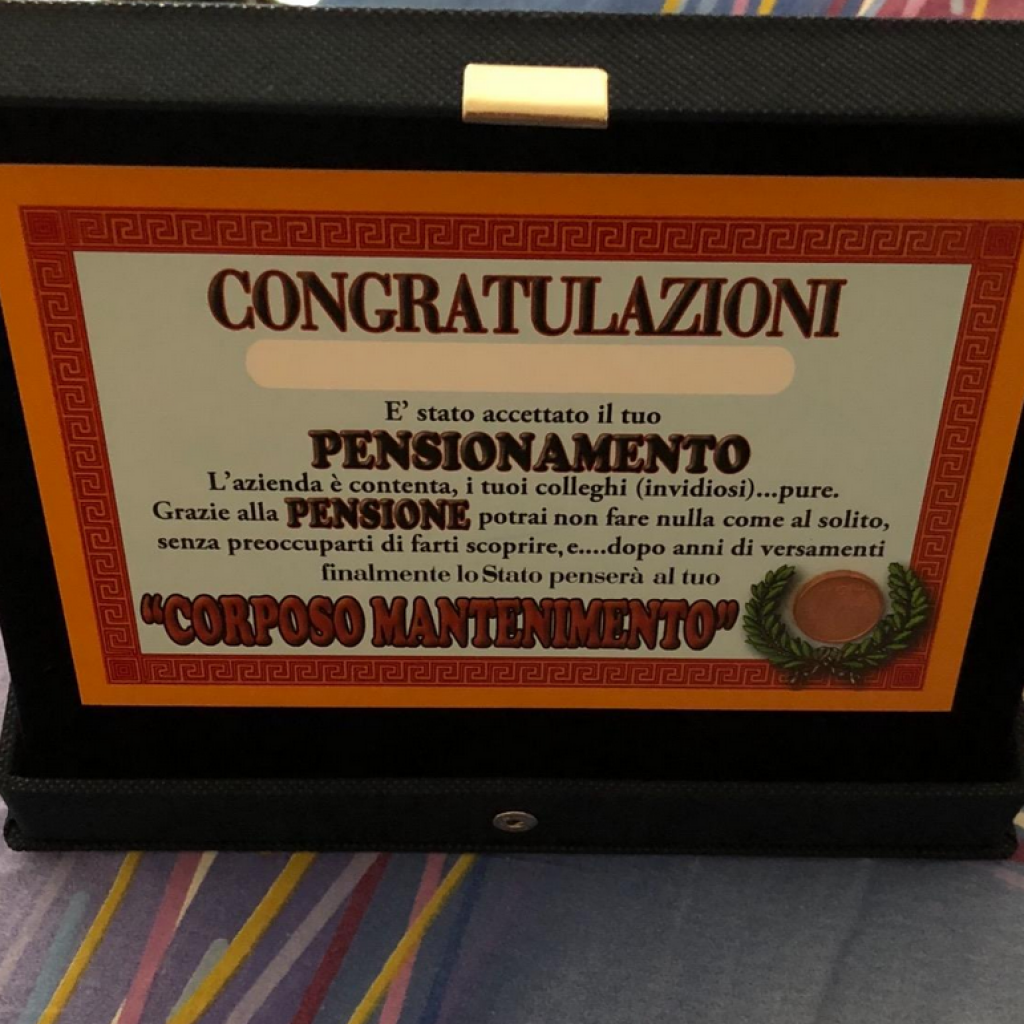 CONGRATULAZIONI
E' stato accettato il tuo
PENSIONAMENTO
L'azienda è contenta, i tuoi colleghi (invidiosi)...pure.
Grazie alla PENSIONE potrai non fare nulla come al solito,
senza preoccuparti di farti scoprire, e....dopo anni di versamenti
finalmente lo Stato penserà al tuo
“CORPOSO MANTENIMENTO”